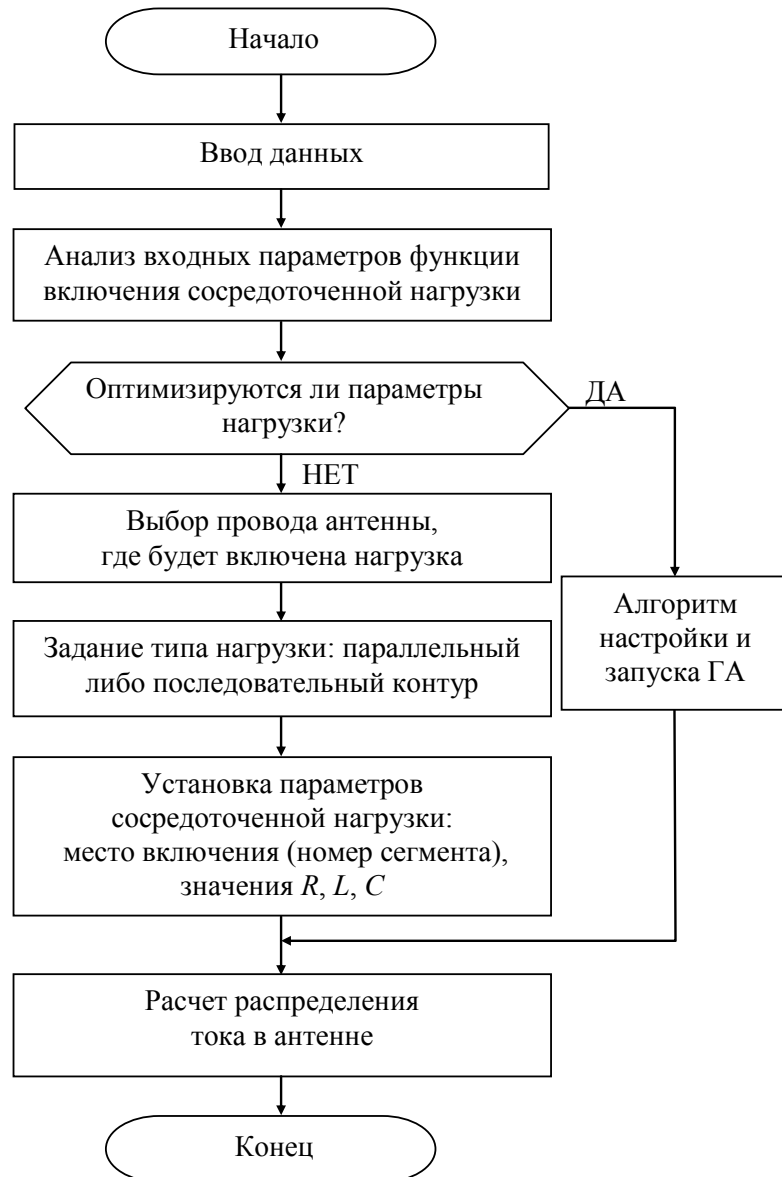 Начало
Ввод данных
Анализ входных параметров функции
включения сосредоточенной нагрузки
Оптимизируются ли параметры
нагрузки?
ДА
НЕТ
Выбор провода антенны,
где будет включена нагрузка
Задание типа нагрузки: параллельный
либо последовательный контур
Алгоритм
настройки и
запуска ГА
Установка параметров
сосредоточенной нагрузки:
место включения (номер сегмента),
значения R, L, C
Расчет распределения
тока в антенне
Конец